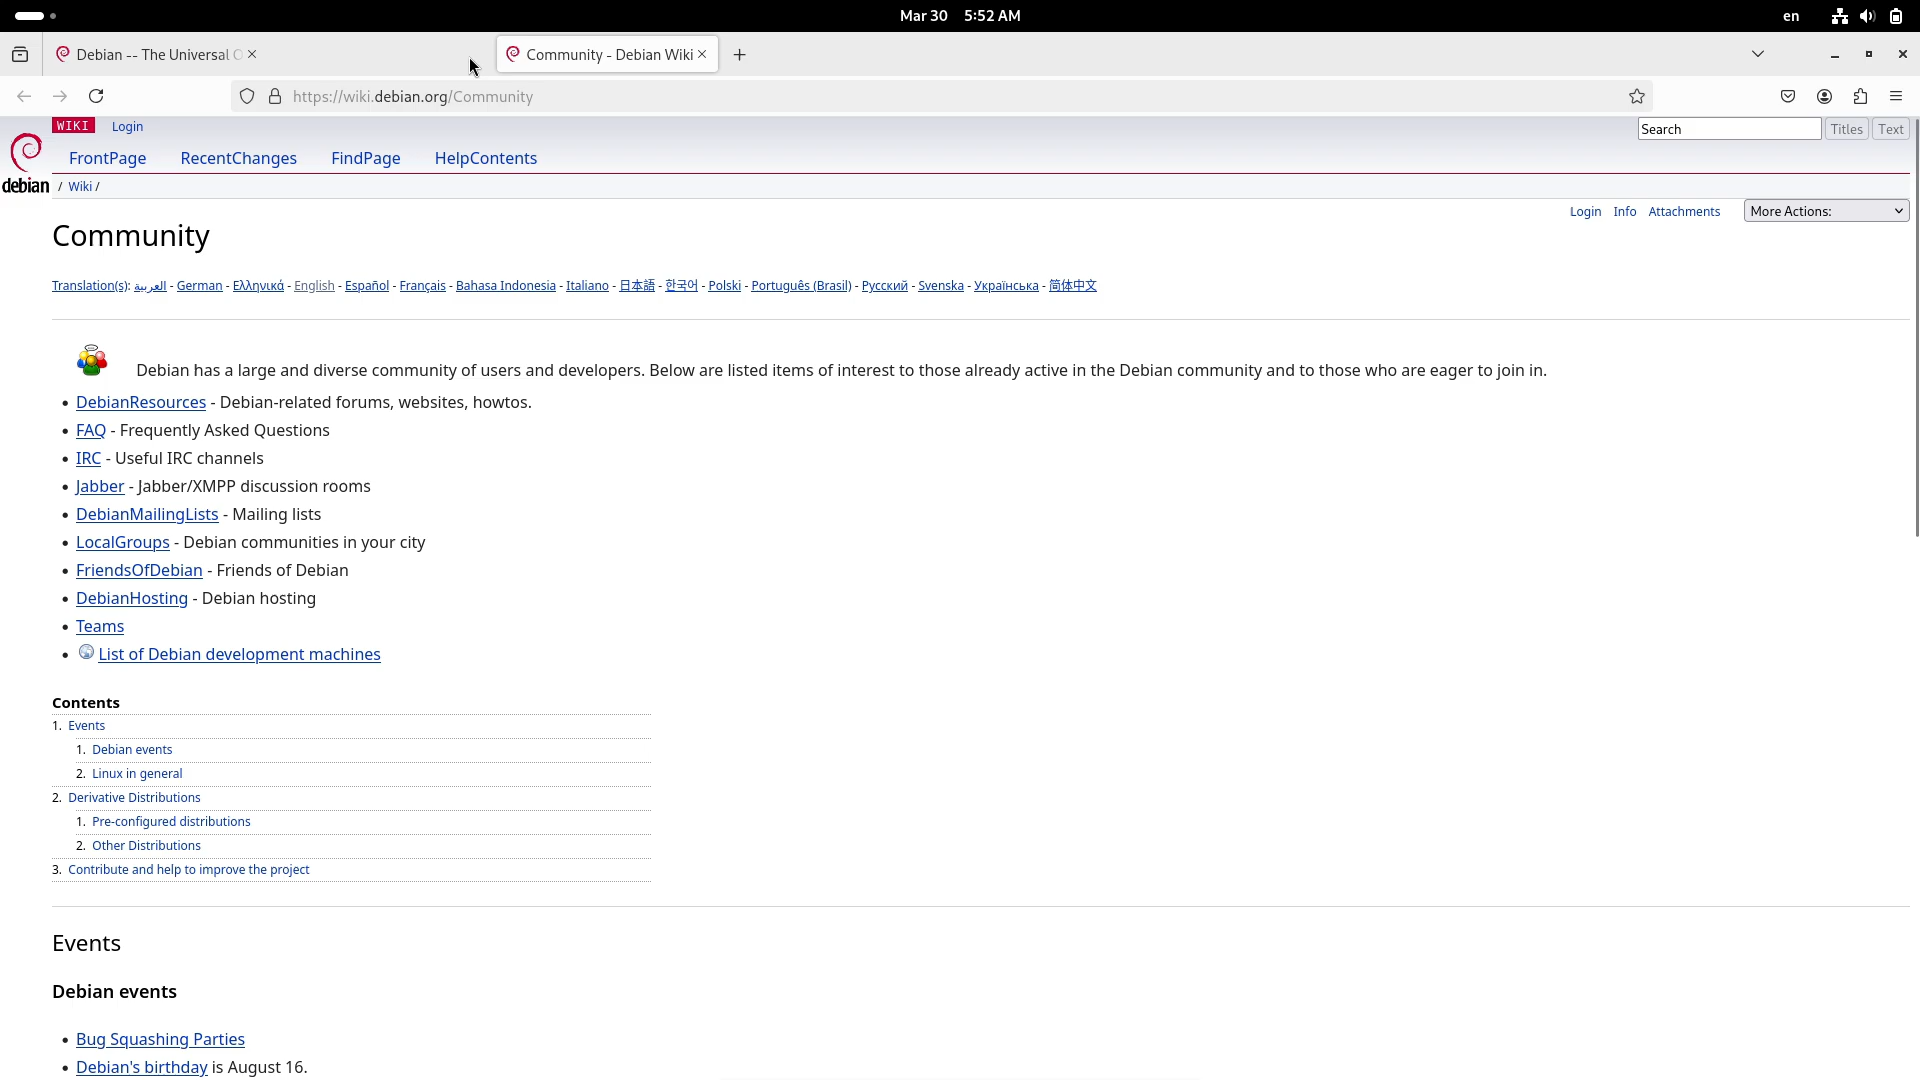 Mar 30 5:52 AM
en
Debian -- The Universal O
Community - Debian Wiki
https://wiki.debian.org/Community
WIKI Login
Search Titles Text
FrontPage RecentChanges FindPage HelpContents
debian / Wiki /
Login Info Attachments More Actions:
Community
Translation(s): العربية - German - Ελληνικά - English - Español - Français - Bahasa Indonesia - Italiano - 日本語 - 한국어 - Polski - Português (Brasil) - Русский - Svenska - Українська - 简体中文
Debian has a large and diverse community of users and developers. Below are listed items of interest to those already active in the Debian community and to those who are eager to join in.
DebianResources - Debian-related forums, websites, howtos.
FAQ - Frequently Asked Questions
IRC - Useful IRC channels
Jabber - Jabber/XMPP discussion rooms
DebianMailingLists - Mailing lists
LocalGroups - Debian communities in your city
FriendsOfDebian - Friends of Debian
DebianHosting - Debian hosting
Teams
List of Debian development machines
Contents
1. Events
1. Debian events
2. Linux in general
2. Derivative Distributions
1. Pre-configured distributions
2. Other Distributions
3. Contribute and help to improve the project
Events
Debian events
Bug Squashing Parties
Debian's birthday is August 16.